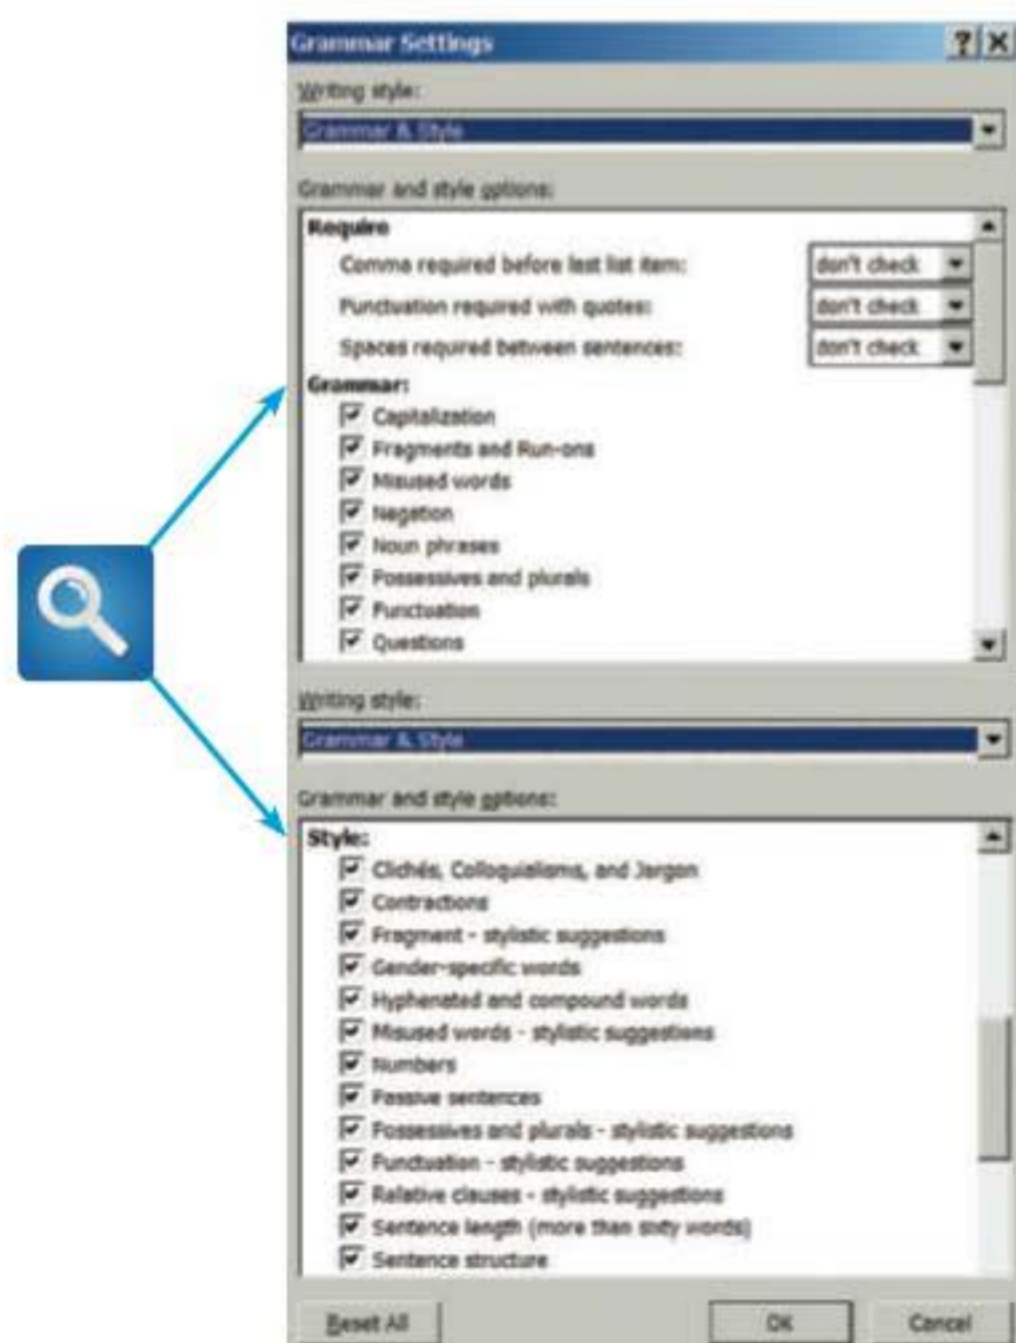 Grammar Settings
Writing style:
Grammar & Style
Grammar and style options:
Require
Comma required before last list item: don't check
Punctuation required with quotes: don't check
Spaces required between sentences: don't check
Grammar:
Capitalization
Fragments and Run-ons
Misused words
Negation
Noun phrases
Possessives and plurals
Punctuation
Questions
Writing style:
Grammar & Style
Grammar and style options:
Style:
Clichés, Colloquialisms, and Jargon
Contractions
Fragment - stylistic suggestions
Gender-specific words
Hyphenated and compound words
Misused words - stylistic suggestions
Numbers
Passive sentences
Possessives and plurals - stylistic suggestions
Punctuation - stylistic suggestions
Relative clauses - stylistic suggestions
Sentence length (more than sixty words)
Sentence structure
Reset All OK Cancel